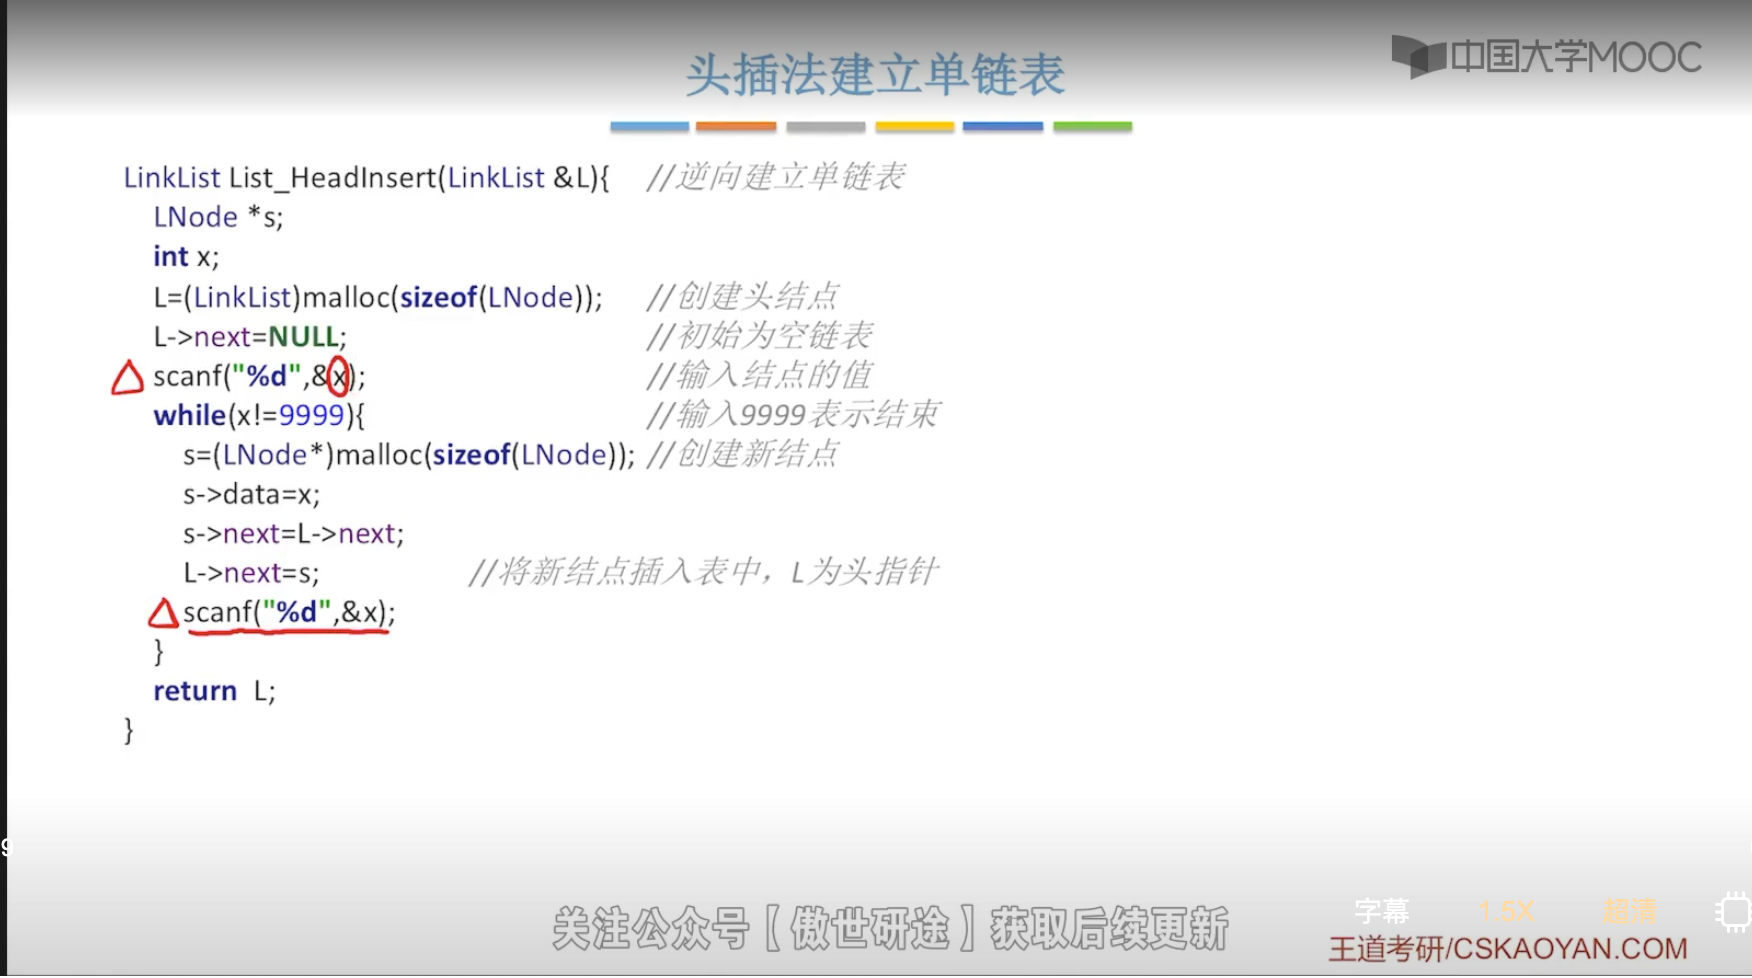 中国大学MOOC
头插法建立单链表
LinkList List_HeadInsert(LinkList &L){ //逆向建立单链表
LNode *s;
int x;
L=(LinkList)malloc(sizeof(LNode)); //创建头结点
L->next=NULL; //初始为空链表
scanf("%d",&x); //输入结点的值
while(x!=9999){ //输入9999表示结束
s=(LNode*)malloc(sizeof(LNode)); //创建新结点
s->data=x;
s->next=L->next;
L->next=s; //将新结点插入表中，L为头指针
scanf("%d",&x);
}
return L;
}
9
字幕 1.5X 超清
关注公众号【傲世研途】获取后续更新
王道考研/CSKAOYAN.COM